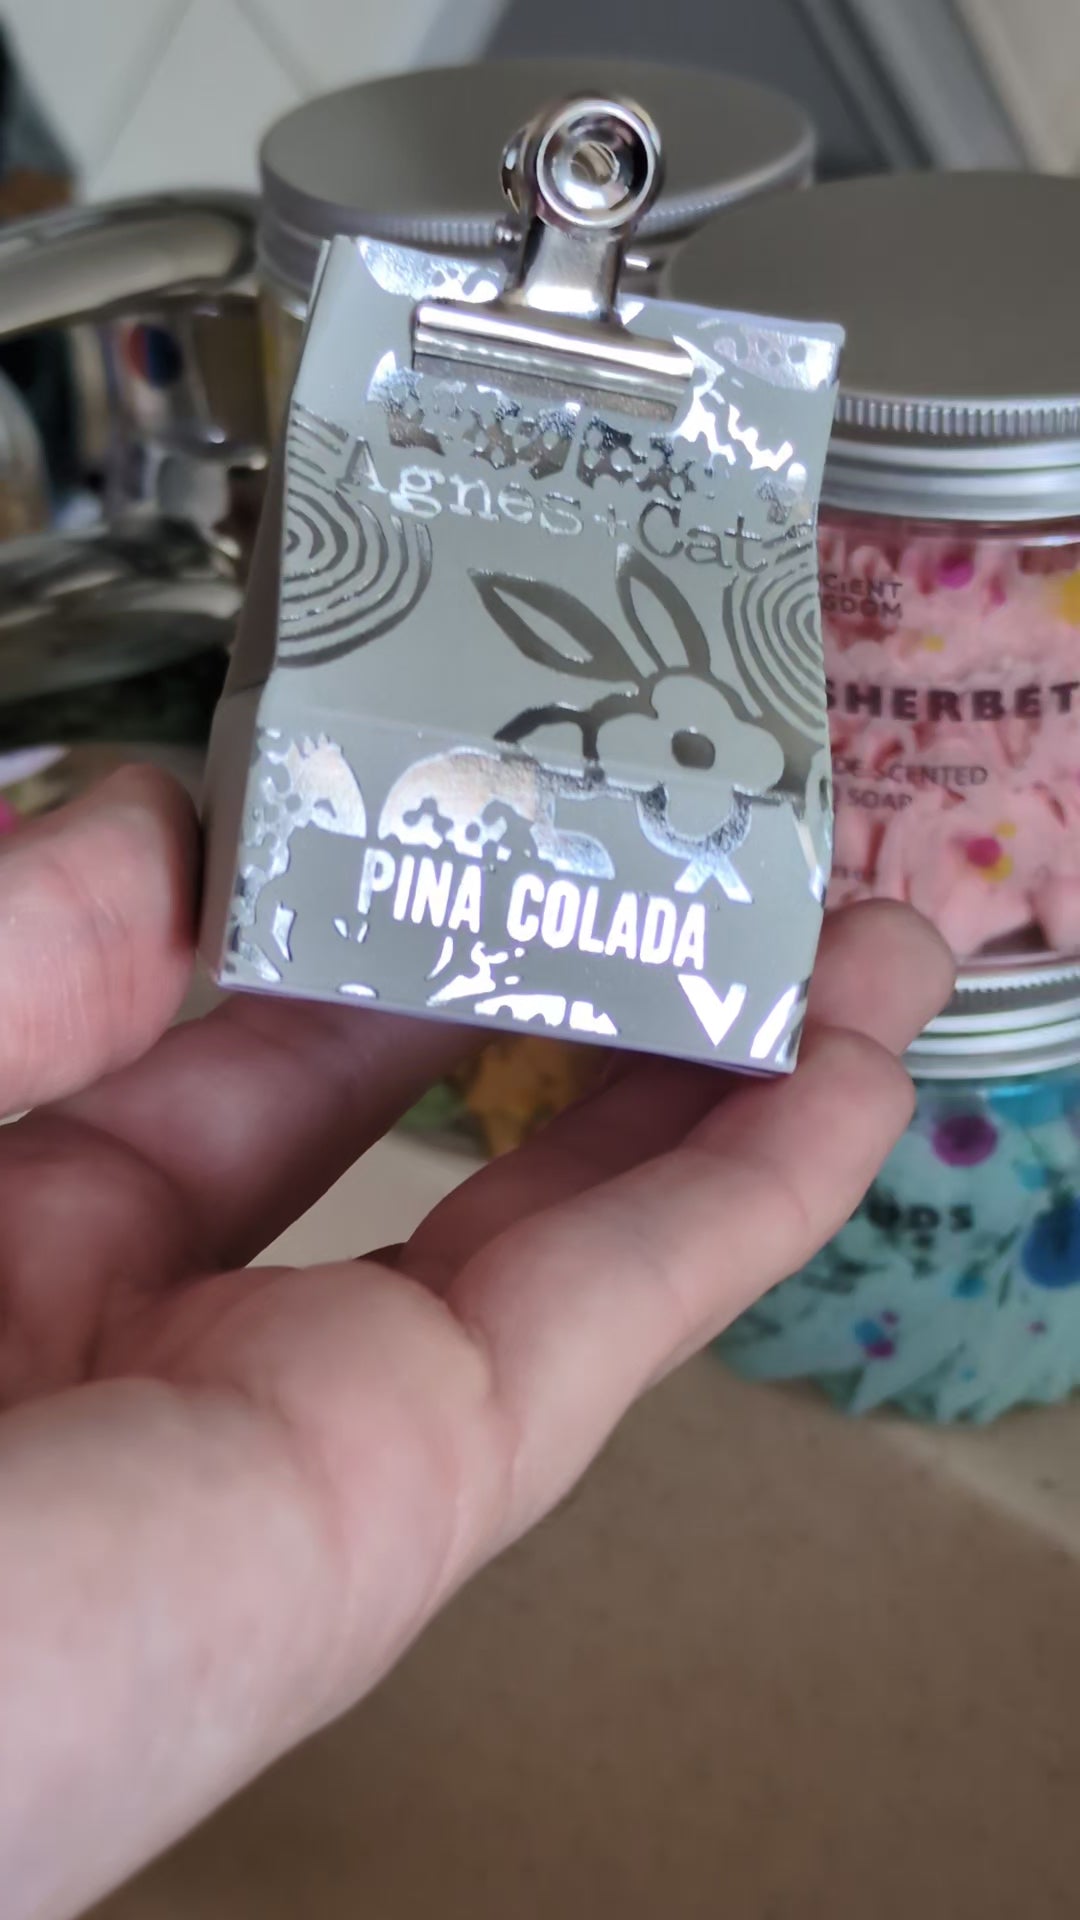 Agnes+Cat
PINA COLADA
SHERBET
SCENTED
SOAP